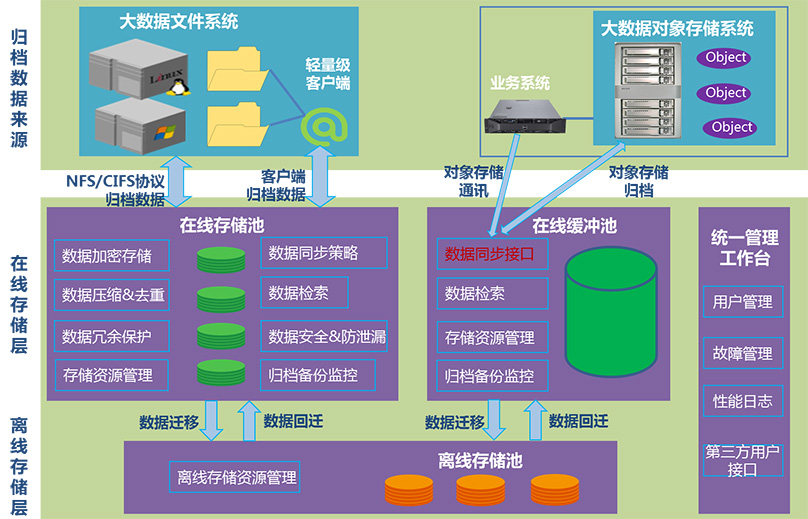 归档数据来源
大数据文件系统
Linux
轻量级
客户端
@
业务系统
大数据对象存储系统
Object
Object
Object
NFS/CIFS协议
归档数据
客户端
归档数据
对象存储
通讯
对象存储
归档
在线存储层
在线存储池
数据加密存储
数据压缩&去重
数据冗余保护
存储资源管理
数据同步策略
数据检索
数据安全&防泄漏
归档备份监控
在线缓冲池
数据同步接口
数据检索
存储资源管理
归档备份监控
统一管理
工作台
用户管理
故障管理
性能日志
第三方用户
接口
数据迁移
数据回迁
数据迁移
数据回迁
离线存储层
离线存储池
离线存储资源管理